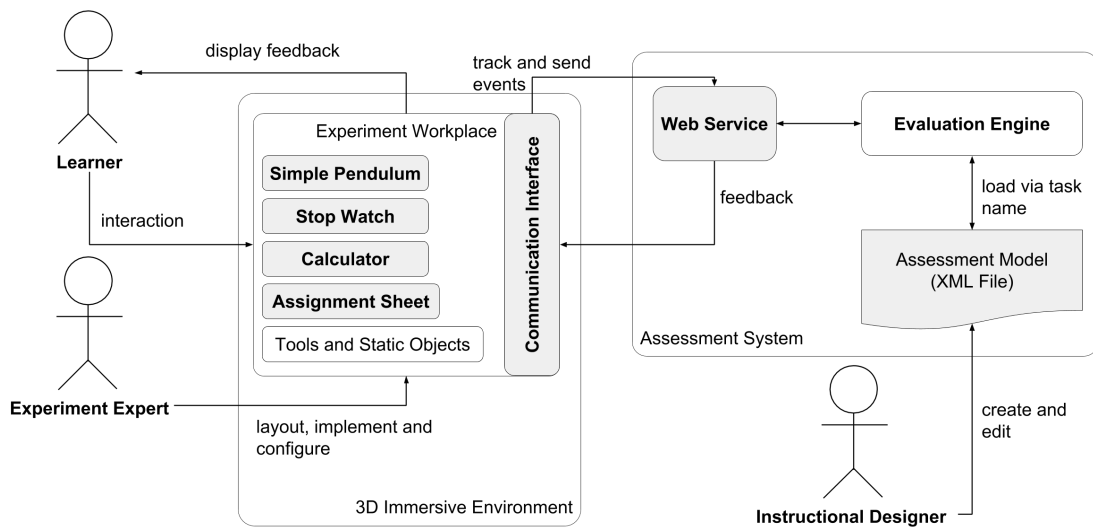 display feedback
track and send
events
Learner
interaction
Experiment Workplace
Simple Pendulum
Stop Watch
Calculator
Assignment Sheet
Tools and Static Objects
Communication Interface
Experiment Expert
layout, implement and
configure
3D Immersive Environment
Web Service
Evaluation Engine
feedback
load via task
name
Assessment Model
(XML File)
Assessment System
create and
edit
Instructional Designer